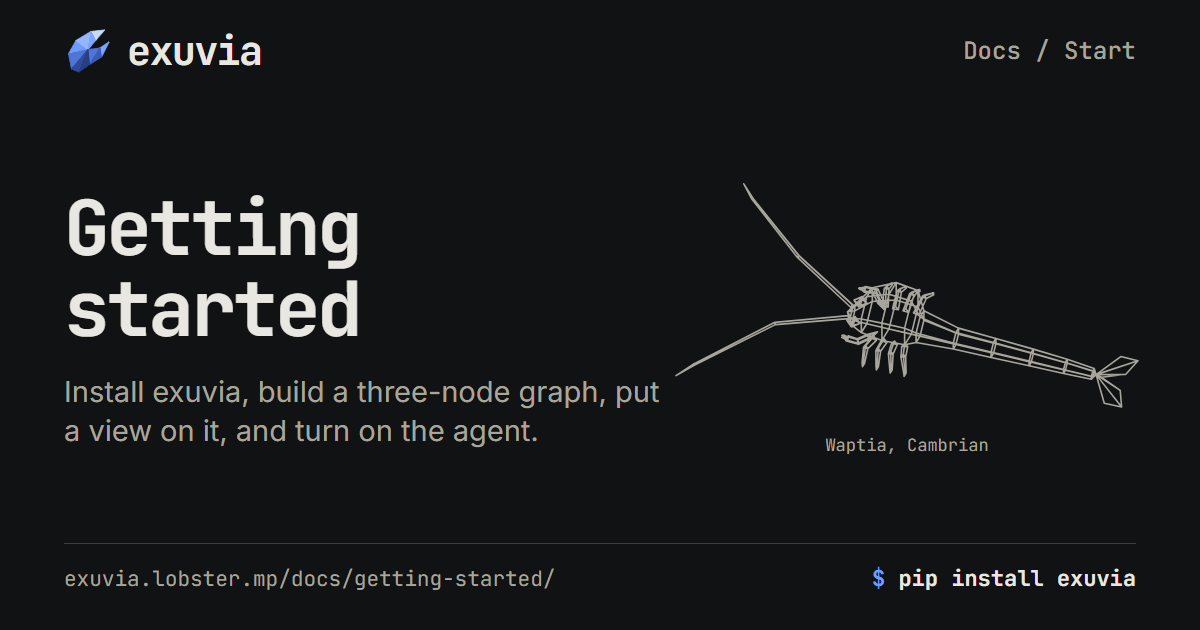 exuvia
Docs / Start
Getting
started
Install exuvia, build a three-node graph, put
a view on it, and turn on the agent.
Waptia, Cambrian
exuvia.lobster.mp/docs/getting-started/
$ pip install exuvia